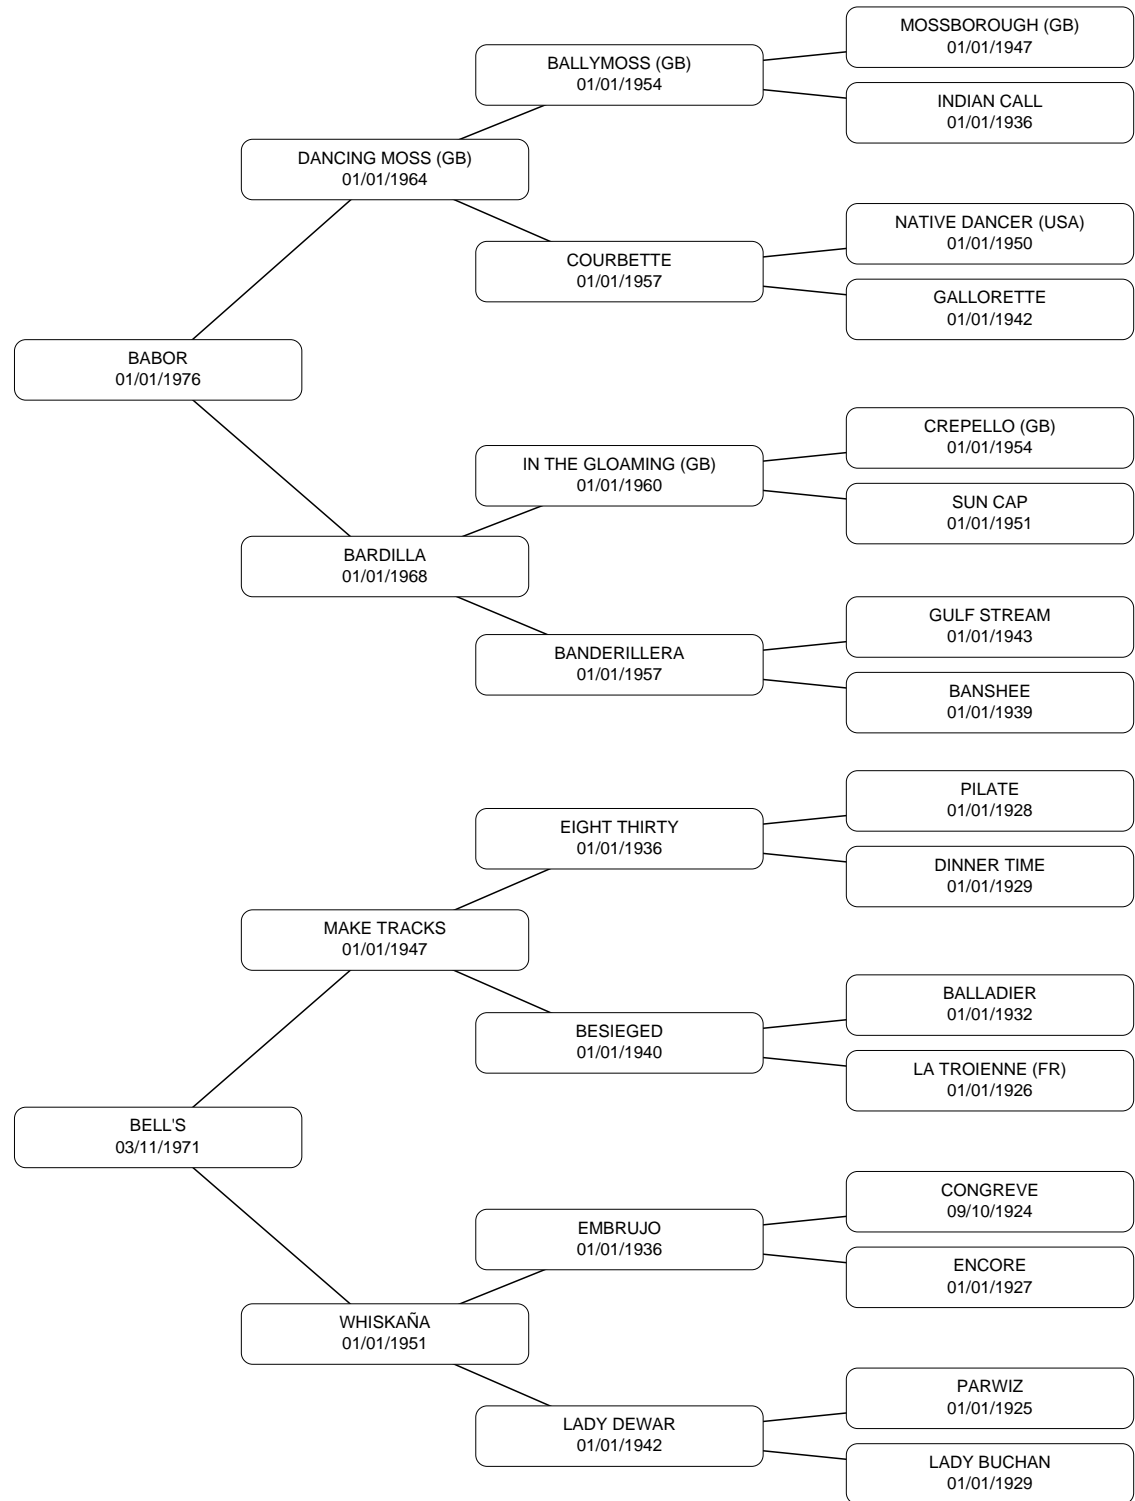 MOSSBOROUGH (GB)
01/01/1947
BALLYMOSS (GB)
01/01/1954
INDIAN CALL
01/01/1936
DANCING MOSS (GB)
01/01/1964
NATIVE DANCER (USA)
01/01/1950
COURBETTE
01/01/1957
GALLORETTE
01/01/1942
BABOR
01/01/1976
CREPELLO (GB)
01/01/1954
IN THE GLOAMING (GB)
01/01/1960
SUN CAP
01/01/1951
BARDILLA
01/01/1968
GULF STREAM
01/01/1943
BANDERILLERA
01/01/1957
BANSHEE
01/01/1939
PILATE
01/01/1928
EIGHT THIRTY
01/01/1936
DINNER TIME
01/01/1929
MAKE TRACKS
01/01/1947
BALLADIER
01/01/1932
BESIEGED
01/01/1940
LA TROIENNE (FR)
01/01/1926
BELL'S
03/11/1971
CONGREVE
09/10/1924
EMBRUJO
01/01/1936
ENCORE
01/01/1927
WHISKAÑA
01/01/1951
PARWIZ
01/01/1925
LADY DEWAR
01/01/1942
LADY BUCHAN
01/01/1929